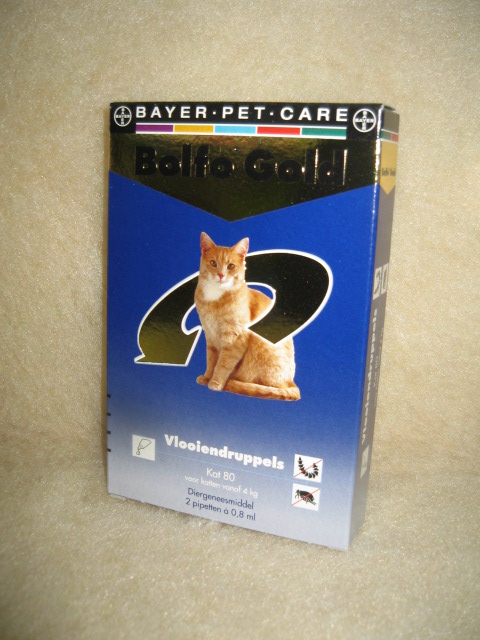 BAYER·PET·CARE
Bolfo Gold
Vlooiendruppels
Kat 80
voor katten vanaf 4 kg
Diergeneesmiddel
2 pipetten à 0,8 ml